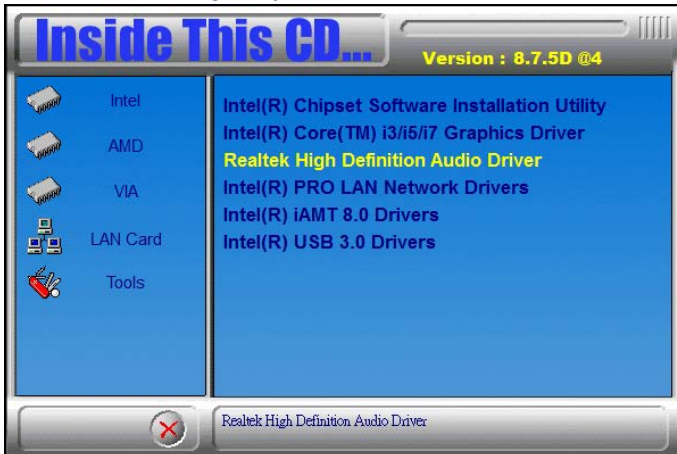 Inside This CD...
Version : 8.7.5D @4
Intel
AMD
VIA
LAN Card
Tools
Intel(R) Chipset Software Installation Utility
Intel(R) Core(TM) i3/i5/i7 Graphics Driver
Realtek High Definition Audio Driver
Intel(R) PRO LAN Network Drivers
Intel(R) iAMT 8.0 Drivers
Intel(R) USB 3.0 Drivers
Realtek High Definition Audio Driver